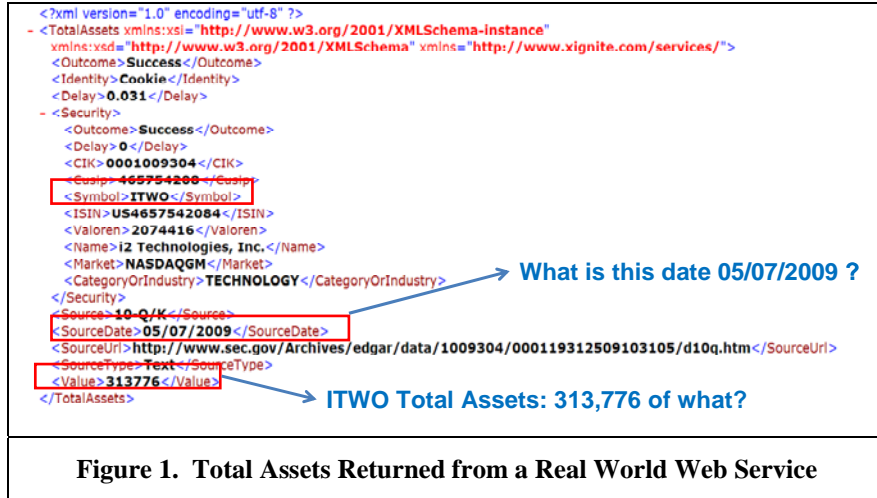 <?xml version="1.0" encoding="utf-8" ?>
- <TotalAssets xmlns:xsi="http://www.w3.org/2001/XMLSchema-instance"
xmlns:xsd="http://www.w3.org/2001/XMLSchema" xmlns="http://www.xignite.com/services/">
<Outcome>Success</Outcome>
<Identity>Cookie</Identity>
<Delay>0.031</Delay>
- <Security>
<Outcome>Success</Outcome>
<Delay>0</Delay>
<CIK>0001009304</CIK>
<Cusip>465754208</Cusip>
<Symbol>ITWO</Symbol>
<ISIN>US4657542084</ISIN>
<Valoren>2074416</Valoren>
<Name>i2 Technologies, Inc.</Name>
<Market>NASDAQGM</Market>
<CategoryOrIndustry>TECHNOLOGY</CategoryOrIndustry>
What is this date 05/07/2009 ?
</Security>
<Source>10-Q/K</Source>
<SourceDate>05/07/2009</SourceDate>
<SourceUrl>http://www.sec.gov/Archives/edgar/data/1009304/000119312509103105/d10q.htm</SourceUrl>
<SourceType>Text</SourceType>
<Value>313776</Value>
ITWO Total Assets: 313,776 of what?
</TotalAssets>
Figure 1. Total Assets Returned from a Real World Web Service